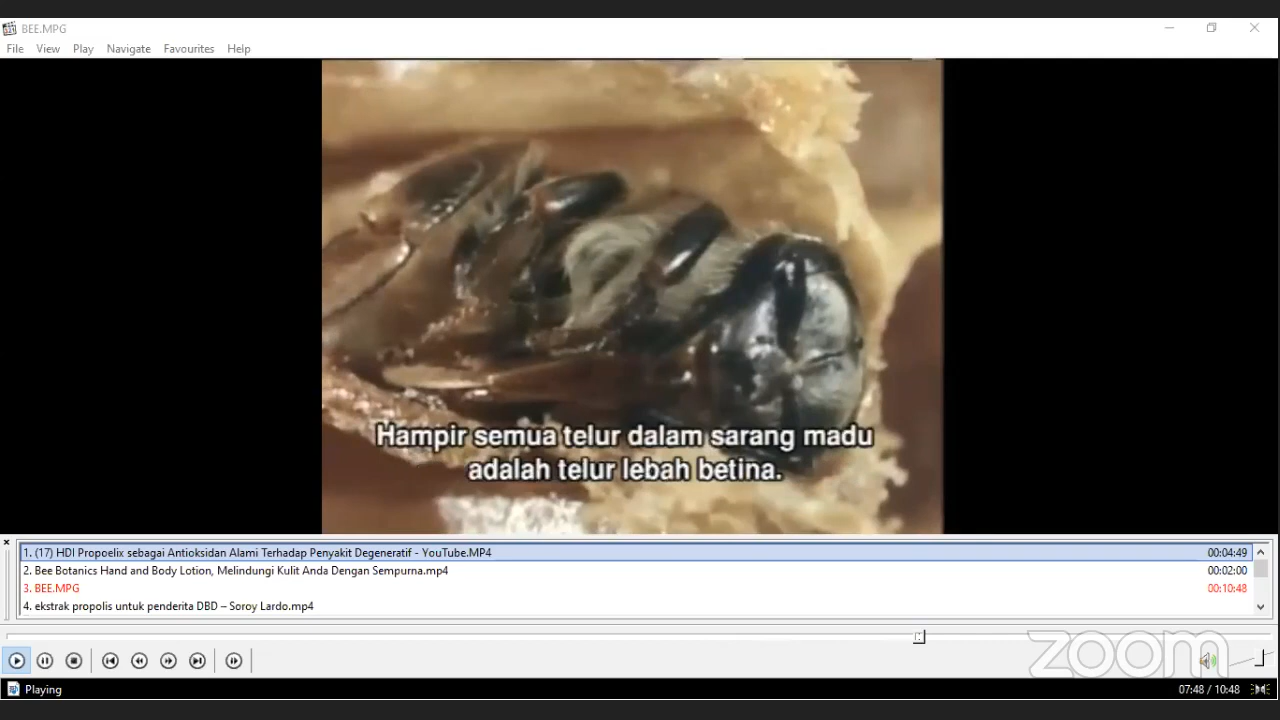 BEE.MPG
File View Play Navigate Favourites Help
Hampir semua telur dalam sarang madu
adalah telur lebah betina.
1. (17) HDI Propoelix sebagai Antioksidan Alami Terhadap Penyakit Degeneratif - YouTube.MP4 00:04:49
2. Bee Botanics Hand and Body Lotion, Melindungi Kulit Anda Dengan Sempurna.mp4 00:02:00
3. BEE.MPG 00:10:48
4. ekstrak propolis untuk penderita DBD – Soroy Lardo.mp4
zoom
Playing 07:48 / 10:48